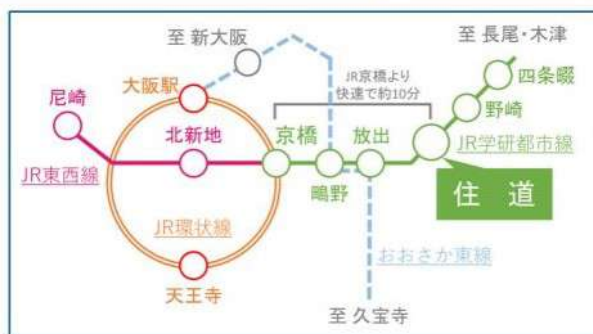 至 新大阪
至 長尾・木津
大阪駅
JR京橋より
快速で約10分
四条畷
尼崎
野崎
北新地
京橋
放出
JR学研都市線
JR東西線
鴫野
住 道
JR環状線
おおさか東線
天王寺
至 久宝寺